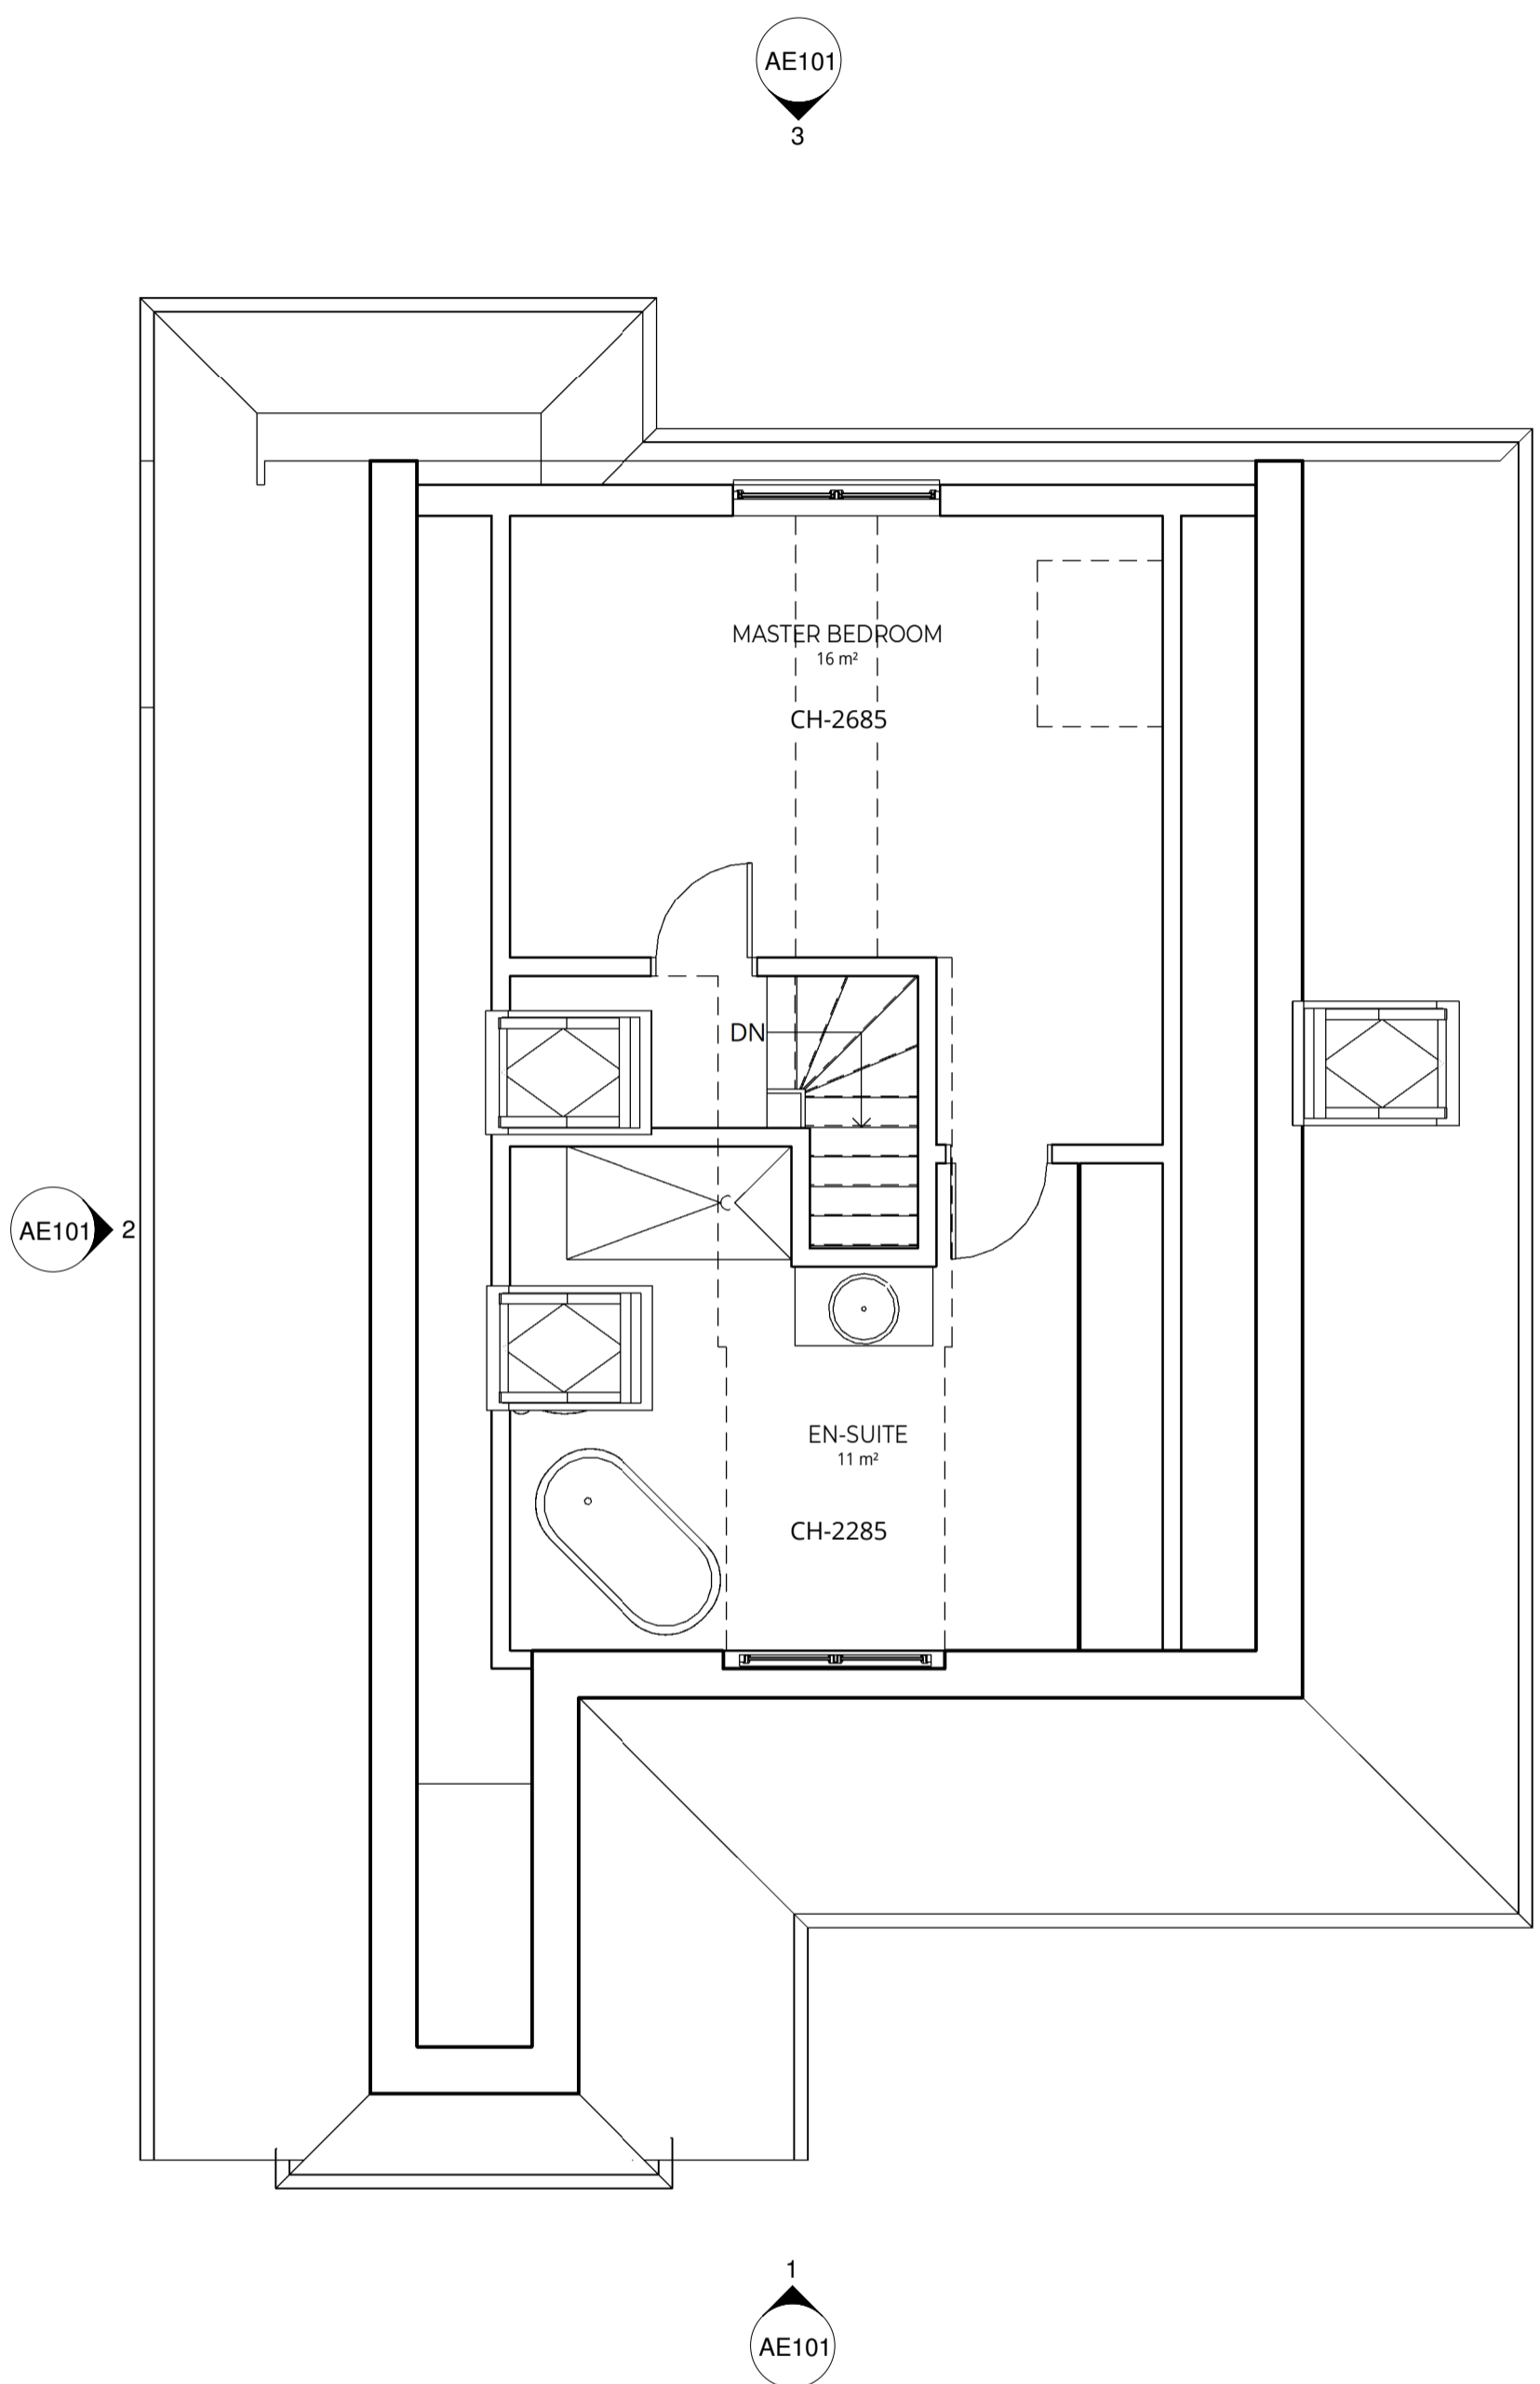 AE101
3
MASTER BEDROOM
16 m²
CH-2685
DN
AE101 2
EN-SUITE
11 m²
CH-2285
1
AE101